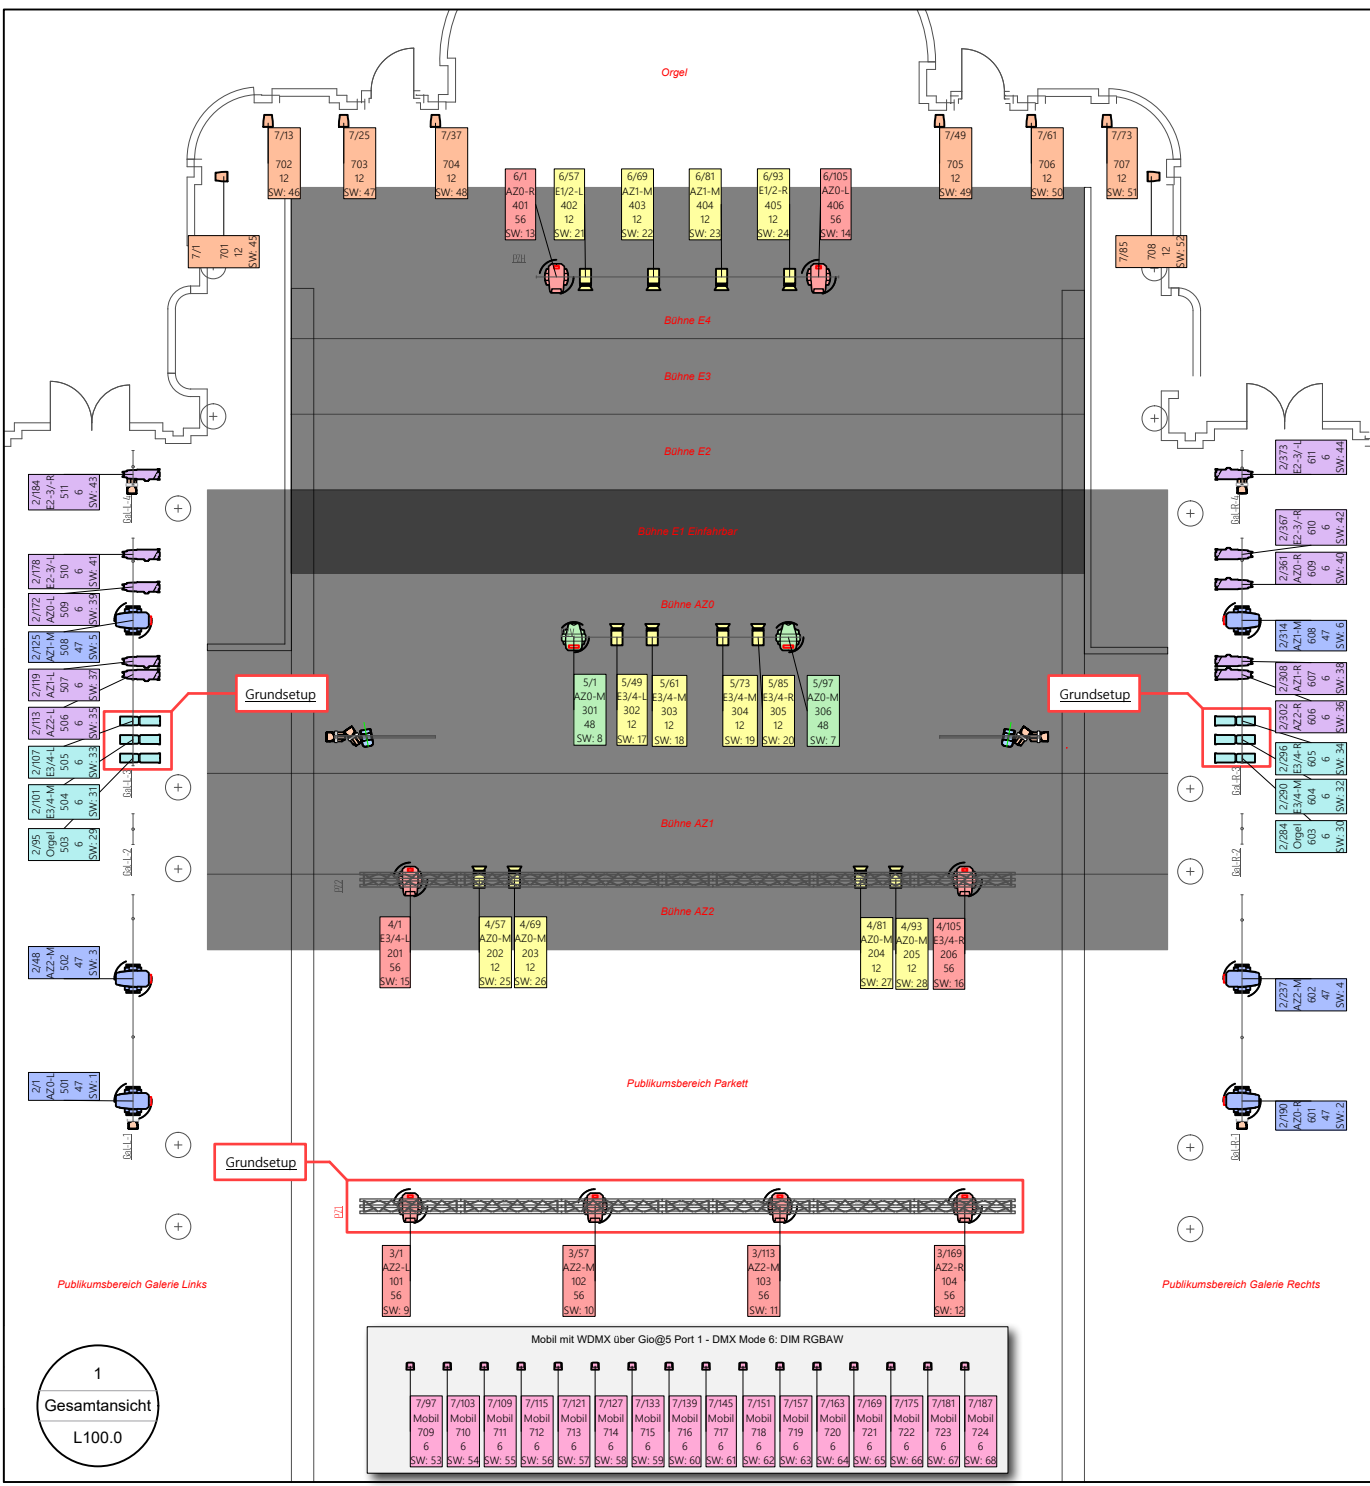 Orgel
7/13
702
12
SW: 46
7/25
703
12
SW: 47
7/37
704
12
SW: 48
7/49
705
12
SW: 49
7/61
706
12
SW: 50
7/73
707
12
SW: 51
7/1
701
12
SW: 45
7/85
708
12
SW: 52
6/1
AZ0-R
401
56
SW: 13
6/57
E1/2-L
402
12
SW: 21
6/69
AZ1-M
403
12
SW: 22
6/81
AZ1-M
404
12
SW: 23
6/93
E1/2-R
405
12
SW: 24
6/105
AZ0-L
406
56
SW: 14
PZH
Bühne E4
Bühne E3
Bühne E2
Bühne E1 Einfahrbar
Bühne AZ0
2/184
E2-3/-R
511
6
SW: 43
Gal-L-4
2/178
E2-3/-L
510
6
SW: 41
2/172
AZ0-L
509
6
SW: 39
2/125
AZ1-M
508
47
SW: 5
2/119
AZ1-L
507
6
SW: 37
2/113
AZ2-L
506
6
SW: 35
2/107
E3/4-L
505
6
SW: 33
2/101
E3/4-M
504
6
SW: 31
2/95
Orgel
503
6
SW: 29
Gal-L-3
Gal-L-2
2/48
AZ2-M
502
47
SW: 3
2/1
AZ0-L
501
47
SW: 1
Gal-L-1
2/373
E2-3/-L
611
6
SW: 44
Gal-R-4
2/367
E2-3/-R
610
6
SW: 42
2/361
AZ0-R
609
6
SW: 40
2/314
AZ1-M
608
47
SW: 6
2/308
AZ1-R
607
6
SW: 38
2/302
AZ2-R
606
6
SW: 36
2/296
E3/4-R
605
6
SW: 34
2/290
E3/4-M
604
6
SW: 32
2/284
Orgel
603
6
SW: 30
Gal-R-3
Gal-R-2
2/237
AZ2-M
602
47
SW: 4
2/190
AZ0-R
601
47
SW: 2
Gal-R-1
Grundsetup
Grundsetup
5/1
AZ0-M
301
48
SW: 8
5/49
E3/4-L
302
12
SW: 17
5/61
E3/4-M
303
12
SW: 18
5/73
E3/4-M
304
12
SW: 19
5/85
E3/4-R
305
12
SW: 20
5/97
AZ0-M
306
48
SW: 7
Bühne AZ1
PZ2
Bühne AZ2
4/1
E3/4-L
201
56
SW: 15
4/57
AZ0-M
202
12
SW: 25
4/69
AZ0-M
203
12
SW: 26
4/81
AZ0-M
204
12
SW: 27
4/93
AZ0-M
205
12
SW: 28
4/105
E3/4-R
206
56
SW: 16
Publikumsbereich Parkett
Grundsetup
PZ1
3/1
AZ2-L
101
56
SW: 9
3/57
AZ2-M
102
56
SW: 10
3/113
AZ2-M
103
56
SW: 11
3/169
AZ2-R
104
56
SW: 12
Publikumsbereich Galerie Links
Publikumsbereich Galerie Rechts
Mobil mit WDMX über Gio@5 Port 1 - DMX Mode 6: DIM RGBAW
7/97
Mobil
709
6
SW: 53
7/103
Mobil
710
6
SW: 54
7/109
Mobil
711
6
SW: 55
7/115
Mobil
712
6
SW: 56
7/121
Mobil
713
6
SW: 57
7/127
Mobil
714
6
SW: 58
7/133
Mobil
715
6
SW: 59
7/139
Mobil
716
6
SW: 60
7/145
Mobil
717
6
SW: 61
7/151
Mobil
718
6
SW: 62
7/157
Mobil
719
6
SW: 63
7/163
Mobil
720
6
SW: 64
7/169
Mobil
721
6
SW: 65
7/175
Mobil
722
6
SW: 66
7/181
Mobil
723
6
SW: 67
7/187
Mobil
724
6
SW: 68
1
Gesamtansicht
L100.0